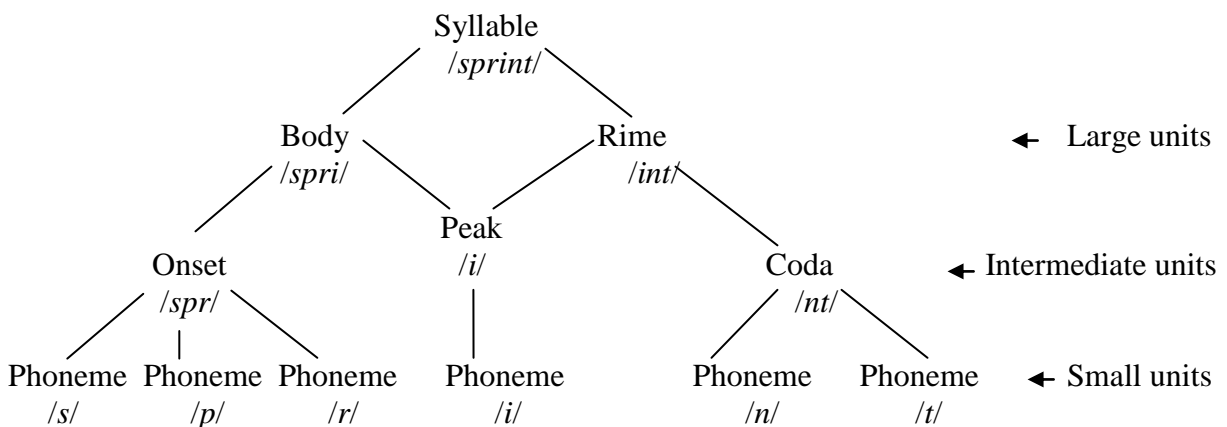 Syllable
/sprint/
Body Rime ← Large units
/spri/ /int/
Peak
Onset /i/ Coda ← Intermediate units
/spr/ /nt/
Phoneme Phoneme Phoneme Phoneme Phoneme Phoneme ← Small units
/s/ /p/ /r/ /i/ /n/ /t/